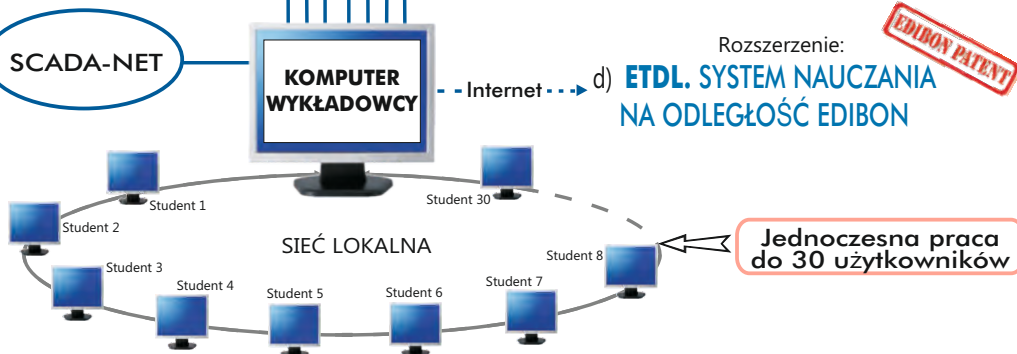 SCADA-NET
KOMPUTER
WYKŁADOWCY
Internet
Rozszerzenie:
d) ETDL. SYSTEM NAUCZANIA
NA ODLEGŁOŚĆ EDIBON
EDIBON PATENT
Student 1
Student 2
Student 3
Student 4
Student 5
Student 6
Student 7
Student 8
Student 30
SIEĆ LOKALNA
Jednoczesna praca
do 30 użytkowników